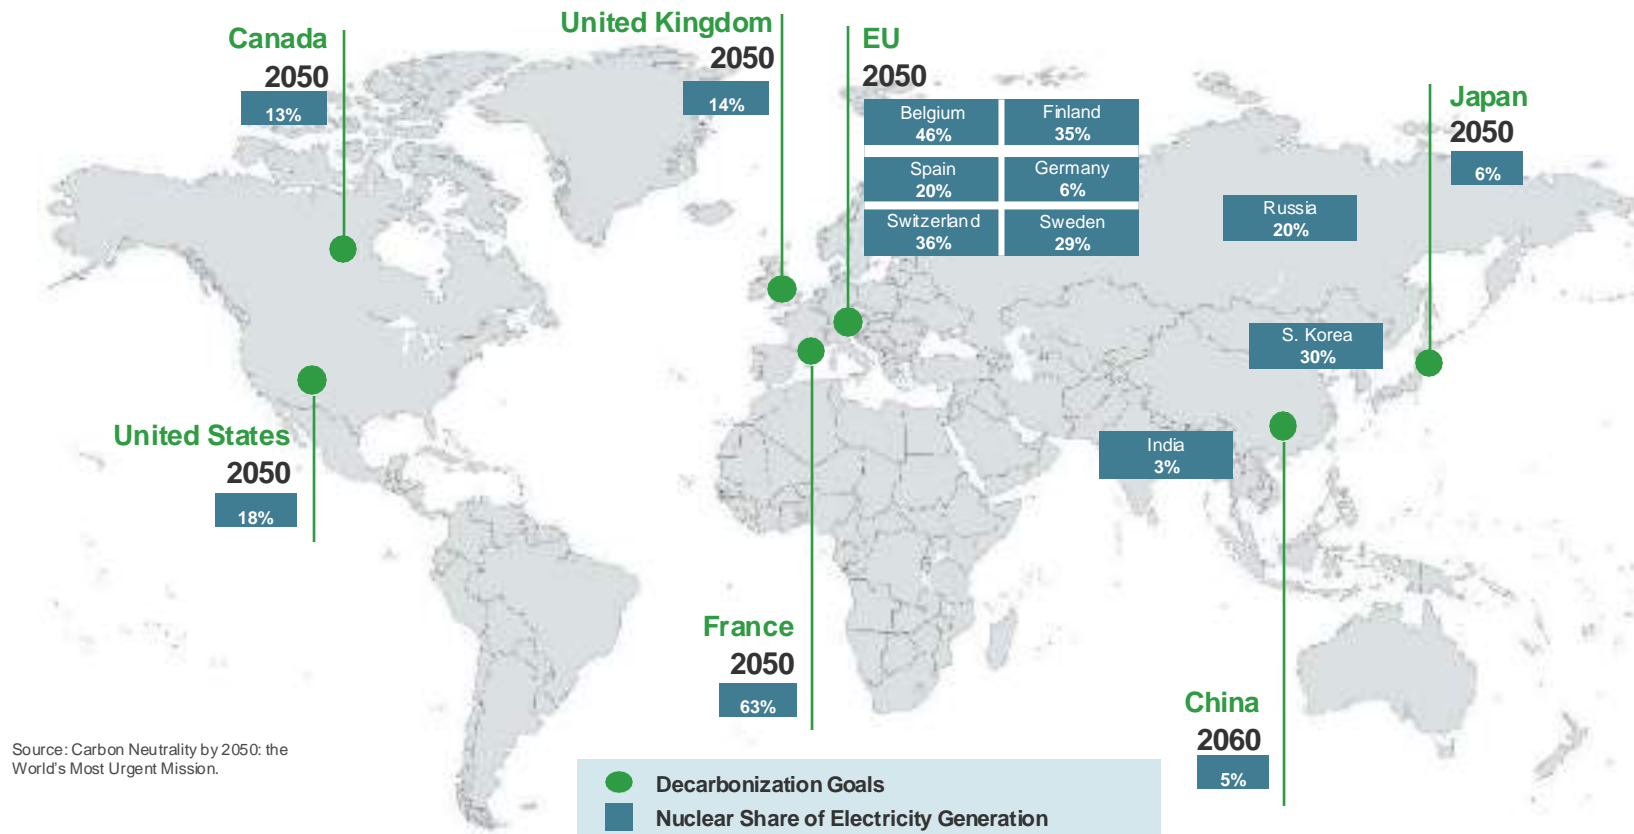 Canada
2050
13%
United Kingdom
2050
14%
EU
2050
Belgium
46%
Finland
35%
Spain
20%
Germany
6%
Switzerland
36%
Sweden
29%
Japan
2050
6%
Russia
20%
S. Korea
30%
India
3%
United States
2050
18%
France
2050
63%
China
2060
5%
Source: Carbon Neutrality by 2050: the
World's Most Urgent Mission.
Decarbonization Goals
Nuclear Share of Electricity Generation